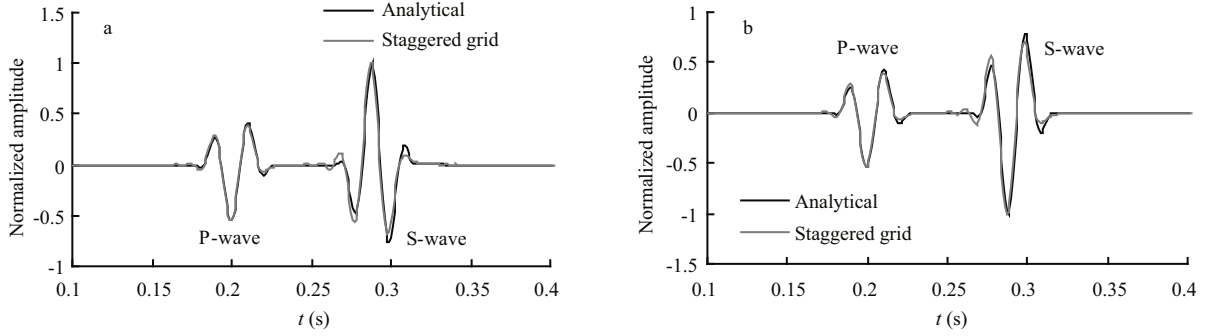 a
Analytical
Staggered grid
Normalized amplitude
1.5
1
0.5
0
-0.5
-1
P-wave
S-wave
0.1 0.15 0.2 0.25 0.3 0.35 0.4
t (s)
b
P-wave
S-wave
Normalized amplitude
1
0.5
0
-0.5
-1
-1.5
Analytical
Staggered grid
0.1 0.15 0.2 0.25 0.3 0.35 0.4
t (s)